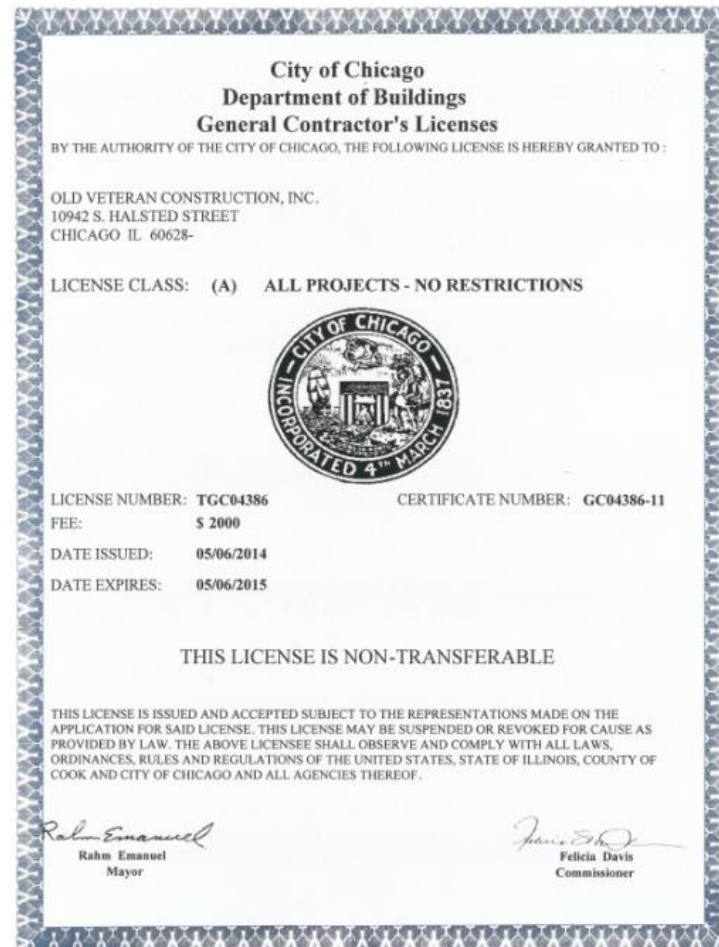 City of Chicago
Department of Buildings
General Contractor's Licenses
BY THE AUTHORITY OF THE CITY OF CHICAGO, THE FOLLOWING LICENSE IS HEREBY GRANTED TO :
OLD VETERAN CONSTRUCTION, INC.
10942 S. HALSTED STREET
CHICAGO IL 60628-
LICENSE CLASS: (A) ALL PROJECTS - NO RESTRICTIONS
CITY OF CHICAGO
INCORPORATED 4TH MARCH 1837
LICENSE NUMBER: TGC04386 CERTIFICATE NUMBER: GC04386-11
FEE: $ 2000
DATE ISSUED: 05/06/2014
DATE EXPIRES: 05/06/2015
THIS LICENSE IS NON-TRANSFERABLE
THIS LICENSE IS ISSUED AND ACCEPTED SUBJECT TO THE REPRESENTATIONS MADE ON THE
APPLICATION FOR SAID LICENSE. THIS LICENSE MAY BE SUSPENDED OR REVOKED FOR CAUSE AS
PROVIDED BY LAW. THE ABOVE LICENSEE SHALL OBSERVE AND COMPLY WITH ALL LAWS,
ORDINANCES, RULES AND REGULATIONS OF THE UNITED STATES, STATE OF ILLINOIS, COUNTY OF
COOK AND CITY OF CHICAGO AND ALL AGENCIES THEREOF.
Rahm Emanuel
Rahm Emanuel
Mayor
Felicia Davis
Commissioner